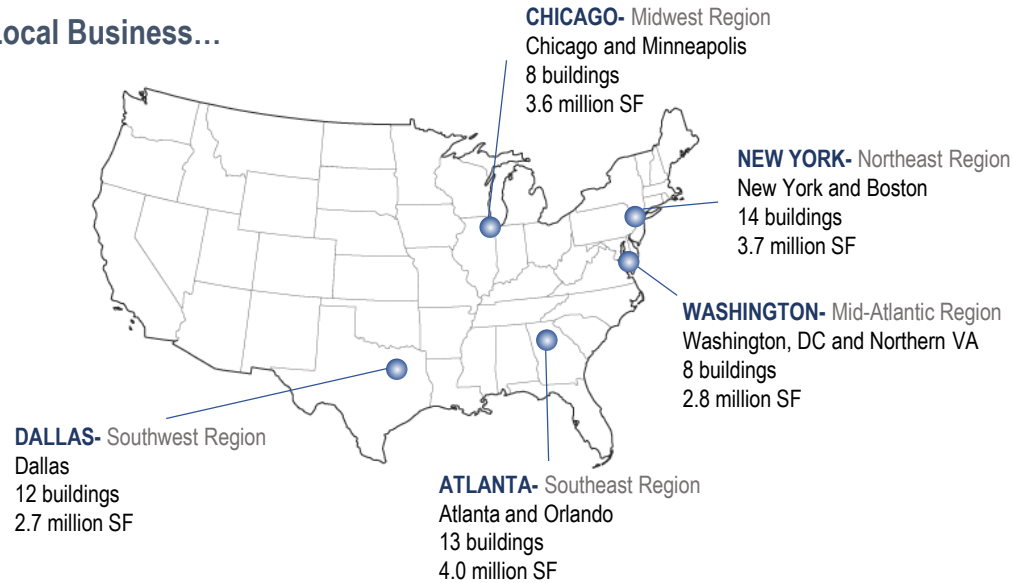 Local Business…
CHICAGO- Midwest Region
Chicago and Minneapolis
8 buildings
3.6 million SF
NEW YORK- Northeast Region
New York and Boston
14 buildings
3.7 million SF
WASHINGTON- Mid-Atlantic Region
Washington, DC and Northern VA
8 buildings
2.8 million SF
DALLAS- Southwest Region
Dallas
12 buildings
2.7 million SF
ATLANTA- Southeast Region
Atlanta and Orlando
13 buildings
4.0 million SF